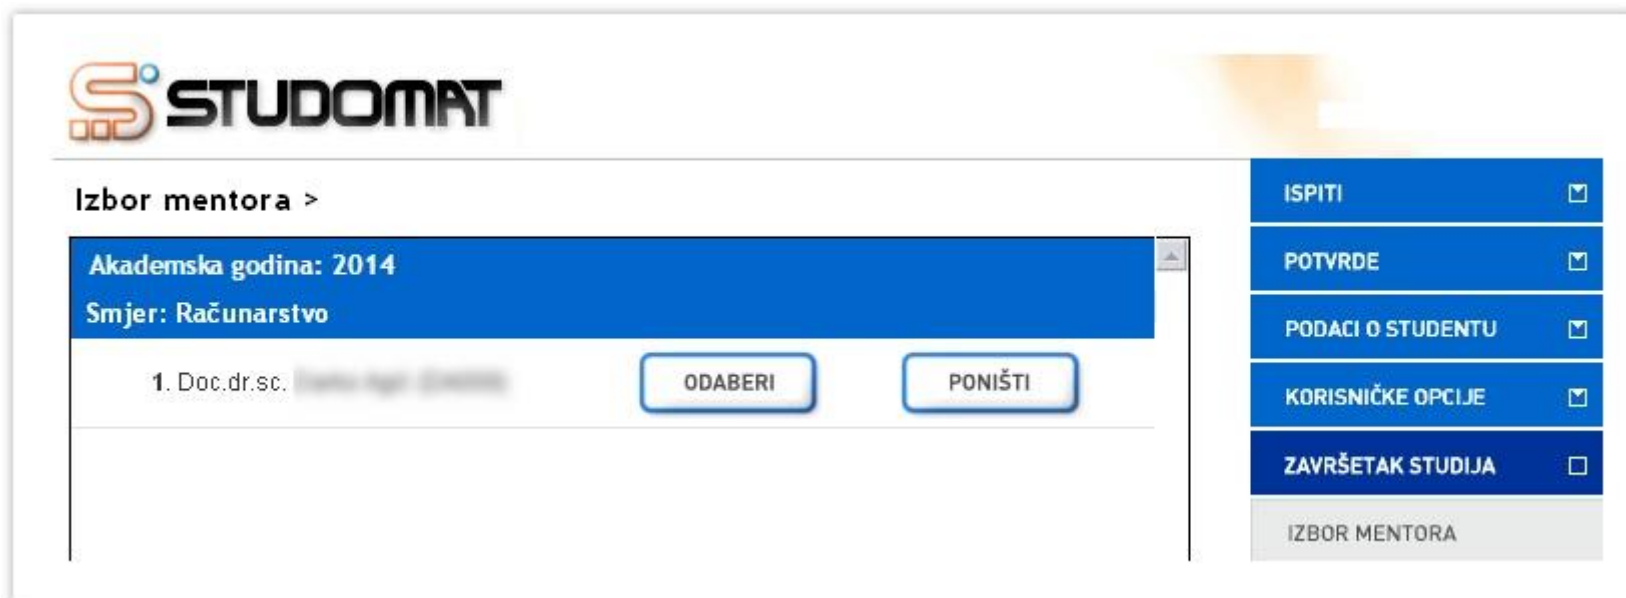 STUDOMAT
Izbor mentora >
Akademska godina: 2014
Smjer: Računarstvo
1. Doc.dr.sc.
ODABERI
PONIŠTI
ISPITI
POTVRDE
PODACI O STUDENTU
KORISNIČKE OPCIJE
ZAVRŠETAK STUDIJA
IZBOR MENTORA